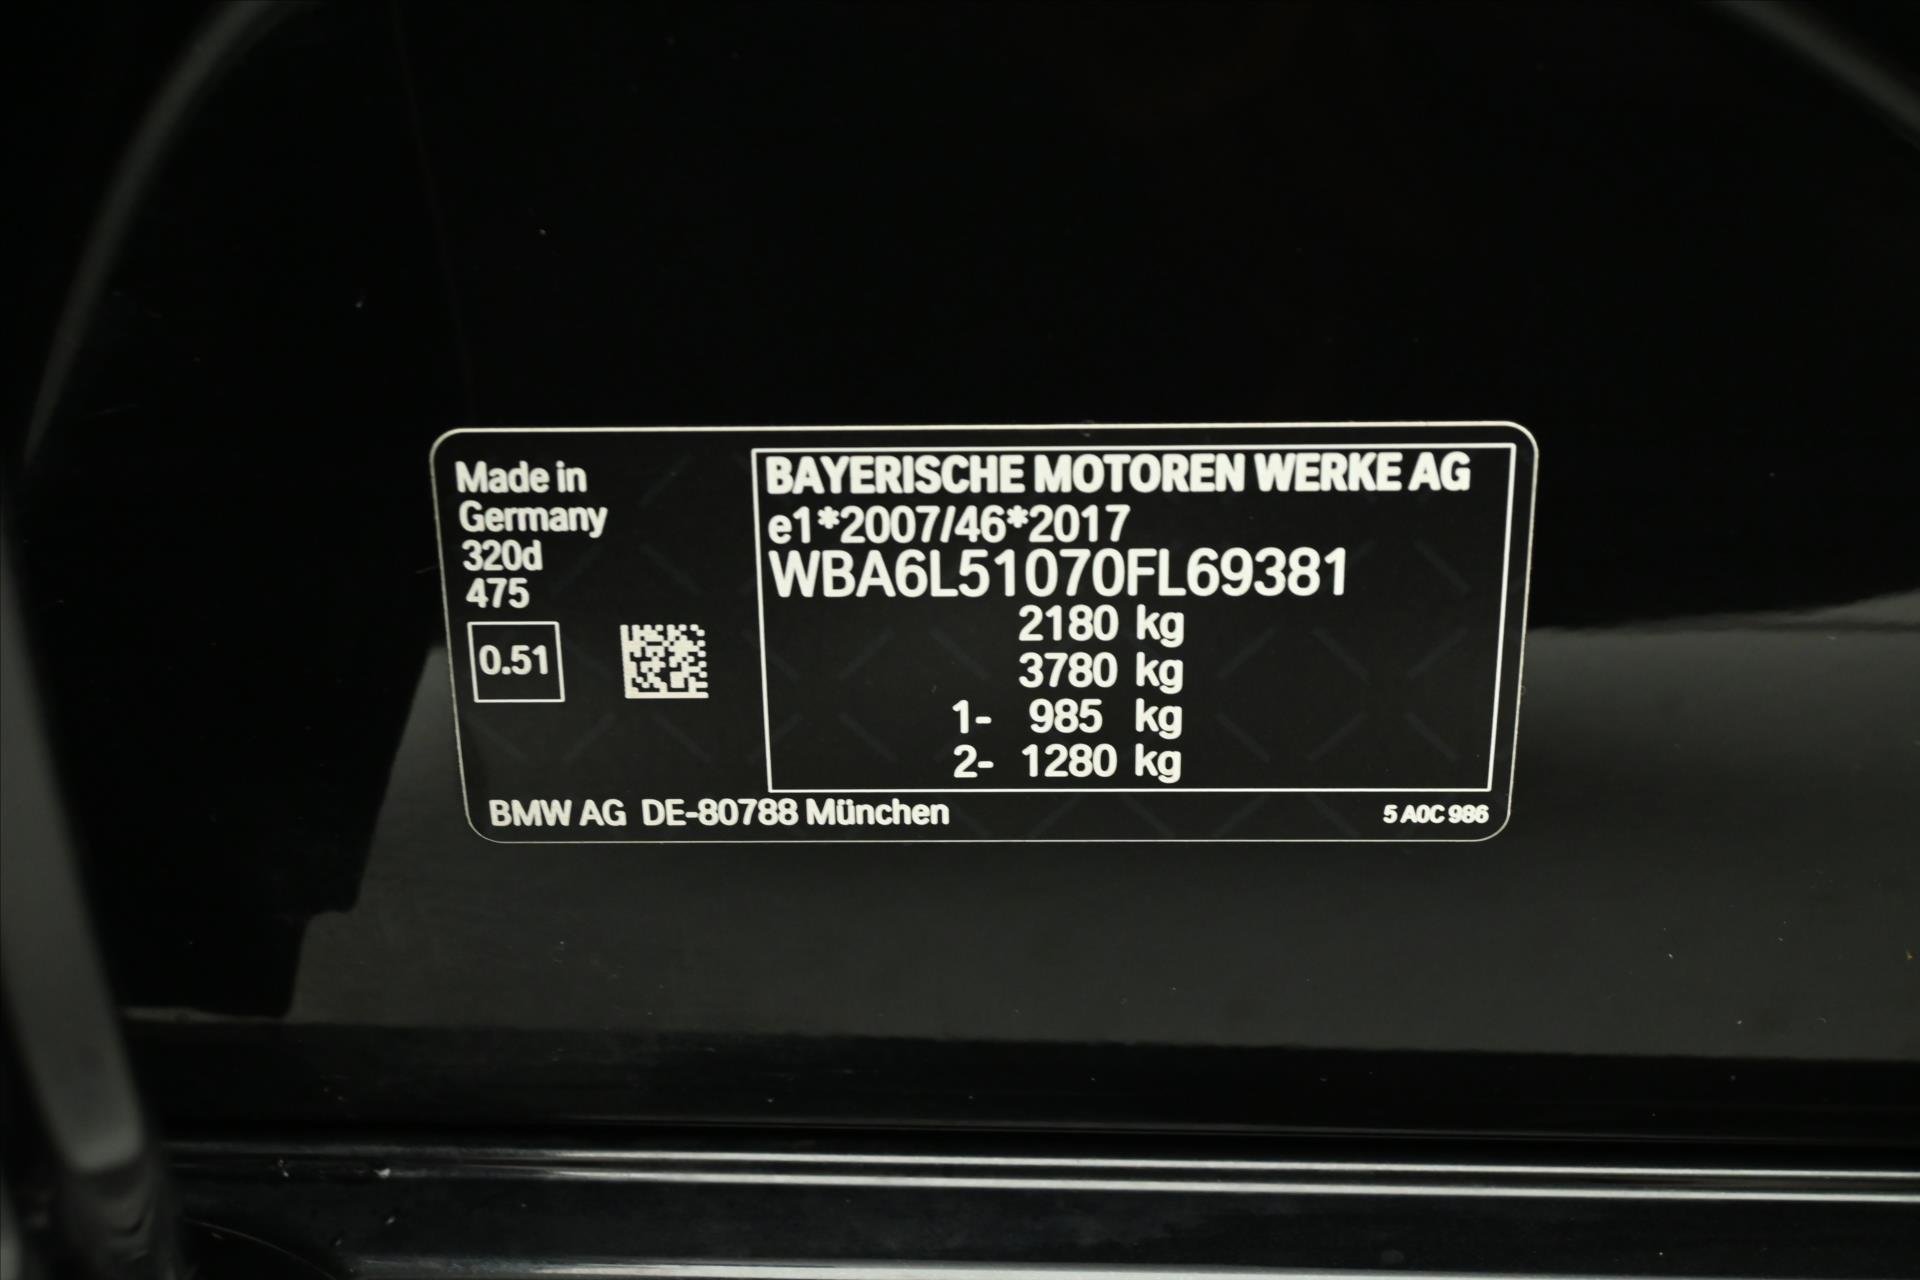 Made in
Germany
320d
475
0.51
BAYERISCHE MOTOREN WERKE AG
e1*2007/46*2017
WBA6L51070FL69381
2180 kg
3780 kg
1- 985 kg
2- 1280 kg
BMW AG DE-80788 München
5 A0C 986